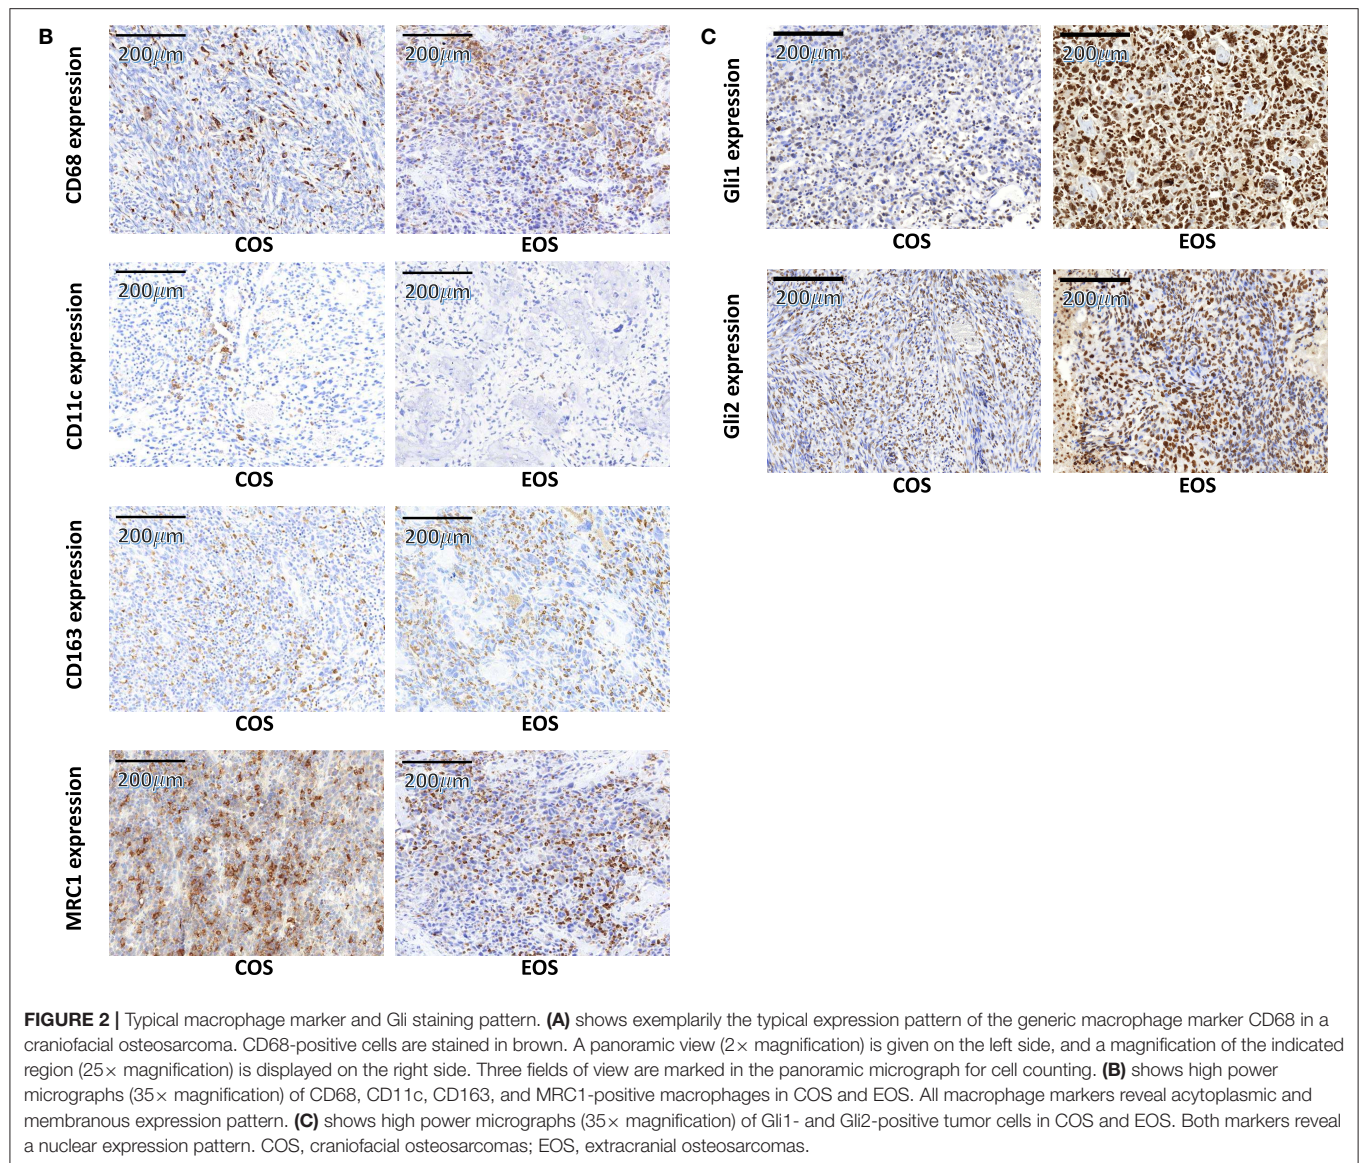 B
CD68 expression
200μm
200μm
COS
EOS
CD11c expression
200μm
200μm
COS
EOS
CD163 expression
200μm
200μm
COS
EOS
MRC1 expression
200μm
200μm
COS
EOS
C
Gli1 expression
200μm
200μm
COS
EOS
Gli2 expression
200μm
200μm
COS
EOS
FIGURE 2 | Typical macrophage marker and Gli staining pattern. (A) shows exemplarily the typical expression pattern of the generic macrophage marker CD68 in a
craniofacial osteosarcoma. CD68-positive cells are stained in brown. A panoramic view (2× magnification) is given on the left side, and a magnification of the indicated
region (25× magnification) is displayed on the right side. Three fields of view are marked in the panoramic micrograph for cell counting. (B) shows high power
micrographs (35× magnification) of CD68, CD11c, CD163, and MRC1-positive macrophages in COS and EOS. All macrophage markers reveal acytoplasmic and
membranous expression pattern. (C) shows high power micrographs (35× magnification) of Gli1- and Gli2-positive tumor cells in COS and EOS. Both markers reveal
a nuclear expression pattern. COS, craniofacial osteosarcomas; EOS, extracranial osteosarcomas.